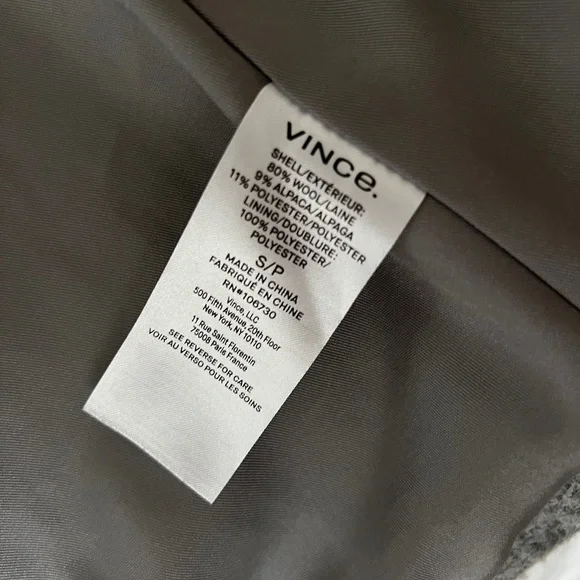 VINCe.
SHELL/EXTÉRIEUR:
80% WOOL/LAINE
9% ALPACA/ALPAGA
11% POLYESTER/POLYESTER
LINING/DOUBLURE:
100% POLYESTER/
POLYESTER
S/P
MADE IN CHINA
FABRIQUÉ EN CHINE
RN#106730
Vince, LLC
500 Fifth Avenue, 20th Floor
New York, NY 10110
11 Rue Saint Florentin
75008 Paris France
SEE REVERSE FOR CARE
VOIR AU VERSO POUR LES SOINS